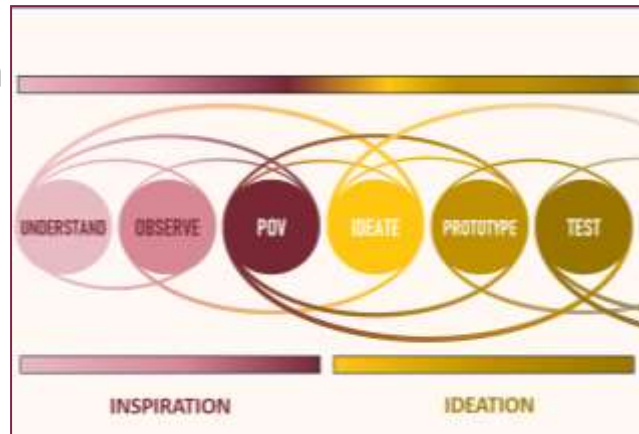 UNDERSTAND OBSERVE POV IDEATE PROTOTYPE TEST
INSPIRATION IDEATION